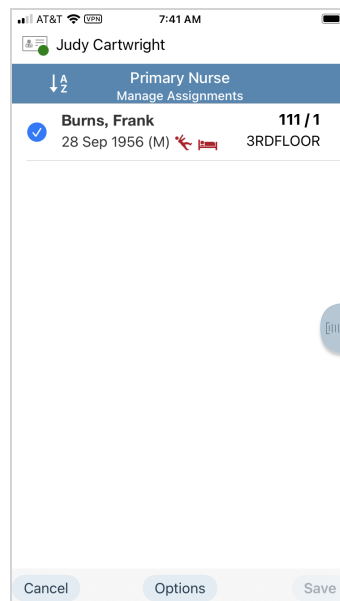 AT&T VPN 7:41 AM
Judy Cartwright
A
Z
Primary Nurse
Manage Assignments
Burns, Frank 111 / 1
28 Sep 1956 (M) 3RDFLOOR
Cancel Options Save